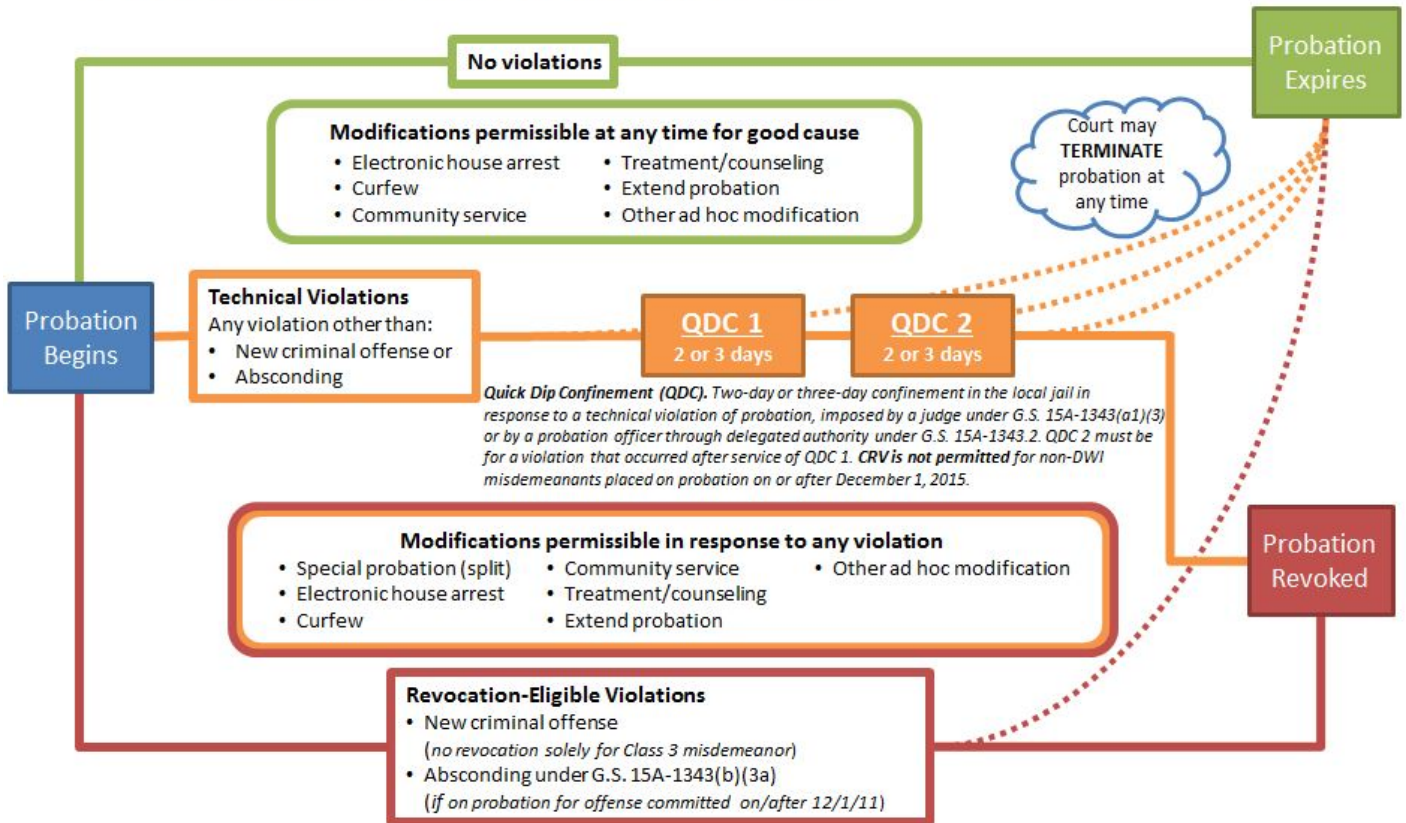 No violations
Probation
Expires
Modifications permissible at any time for good cause
• Electronic house arrest
• Curfew
• Community service
• Treatment/counseling
• Extend probation
• Other ad hoc modification
Court may
TERMINATE
probation at
any time
Probation
Begins
Technical Violations
Any violation other than:
• New criminal offense or
• Absconding
QDC 1
2 or 3 days
QDC 2
2 or 3 days
Quick Dip Confinement (QDC). Two-day or three-day confinement in the local jail in
response to a technical violation of probation, imposed by a judge under G.S. 15A-1343(a1)(3)
or by a probation officer through delegated authority under G.S. 15A-1343.2. QDC 2 must be
for a violation that occurred after service of QDC 1. CRV is not permitted for non-DWI
misdemeanants placed on probation on or after December 1, 2015.
Modifications permissible in response to any violation
• Special probation (split)
• Electronic house arrest
• Curfew
• Community service
• Treatment/counseling
• Extend probation
• Other ad hoc modification
Probation
Revoked
Revocation-Eligible Violations
• New criminal offense
(no revocation solely for Class 3 misdemeanor)
• Absconding under G.S. 15A-1343(b)(3a)
(if on probation for offense committed on/after 12/1/11)